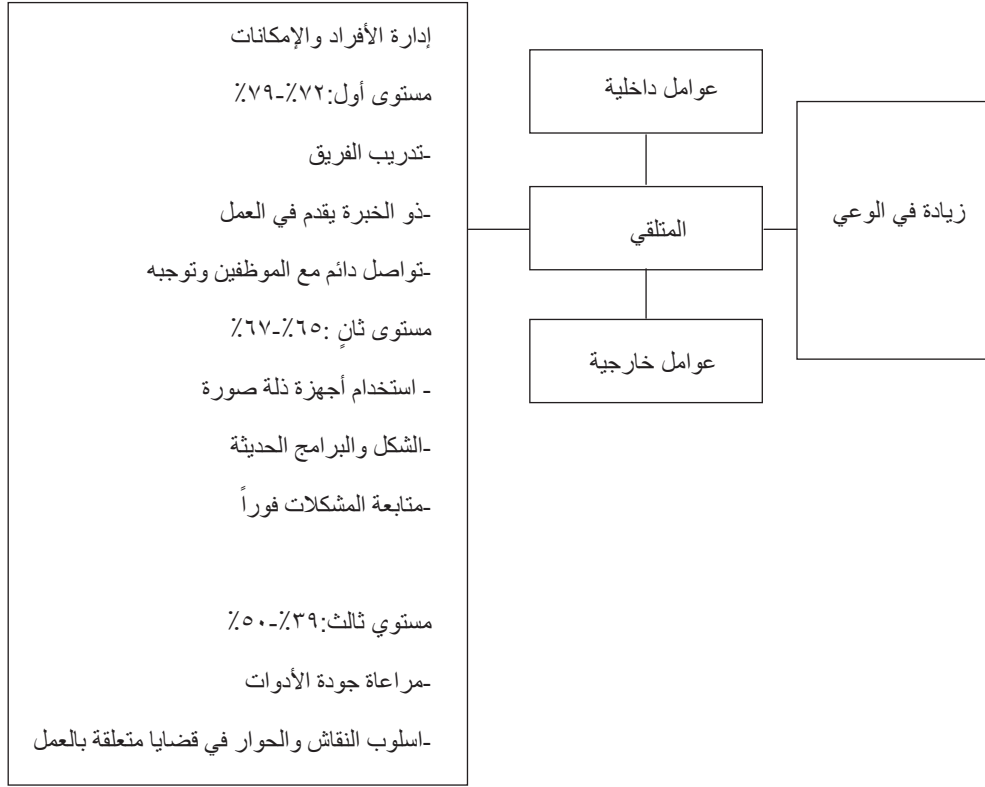 زيادة في الوعي
عوامل داخلية
المتلقي
عوامل خارجية
إدارة الأفراد والإمكانات
مستوى أول:٧٢٪-٧٩٪
-تدريب الفريق
-ذو الخبرة يقدم في العمل
-تواصل دائم مع الموظفين وتوجبه
مستوى ثانٍ :٦٥٪-٦٧٪
- استخدام أجهزة ذلة صورة
-الشكل والبرامج الحديثة
-متابعة المشكلات فوراً
مستوي ثالث:٣٩٪-٥٠٪
-مراعاة جودة الأدوات
-اسلوب النقاش والحوار في قضايا متعلقة بالعمل